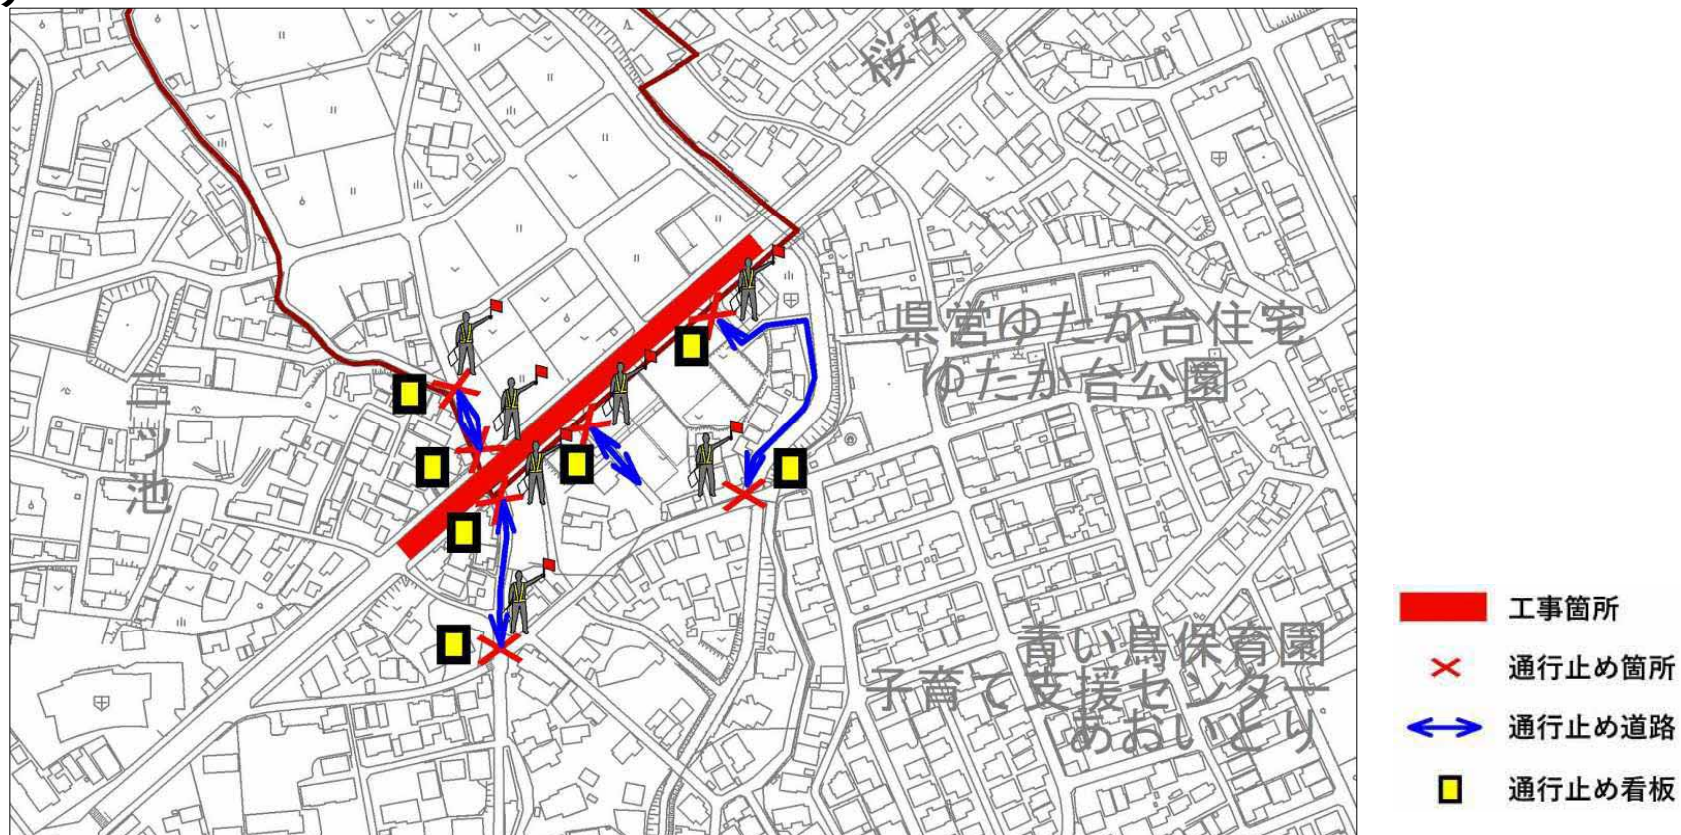 桜ケ
県営ゆたか台住宅
ゆたか台公園
二ツ池
青い鳥保育園
子育て支援センター
あおいとり
工事箇所
通行止め箇所
通行止め道路
通行止め看板